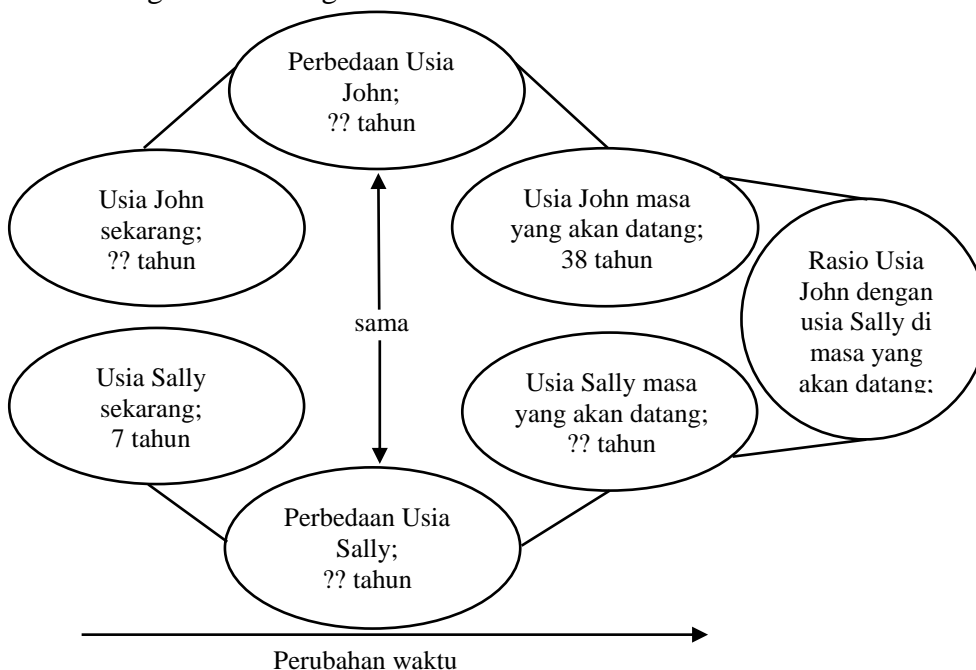 Perbedaan Usia
John;
?? tahun
Usia John
sekarang;
?? tahun
Usia John masa
yang akan datang;
38 tahun
Rasio Usia
John dengan
usia Sally di
masa yang
akan datang;
sama
Usia Sally
sekarang;
7 tahun
Usia Sally masa
yang akan datang;
?? tahun
Perbedaan Usia
Sally;
?? tahun
Perubahan waktu